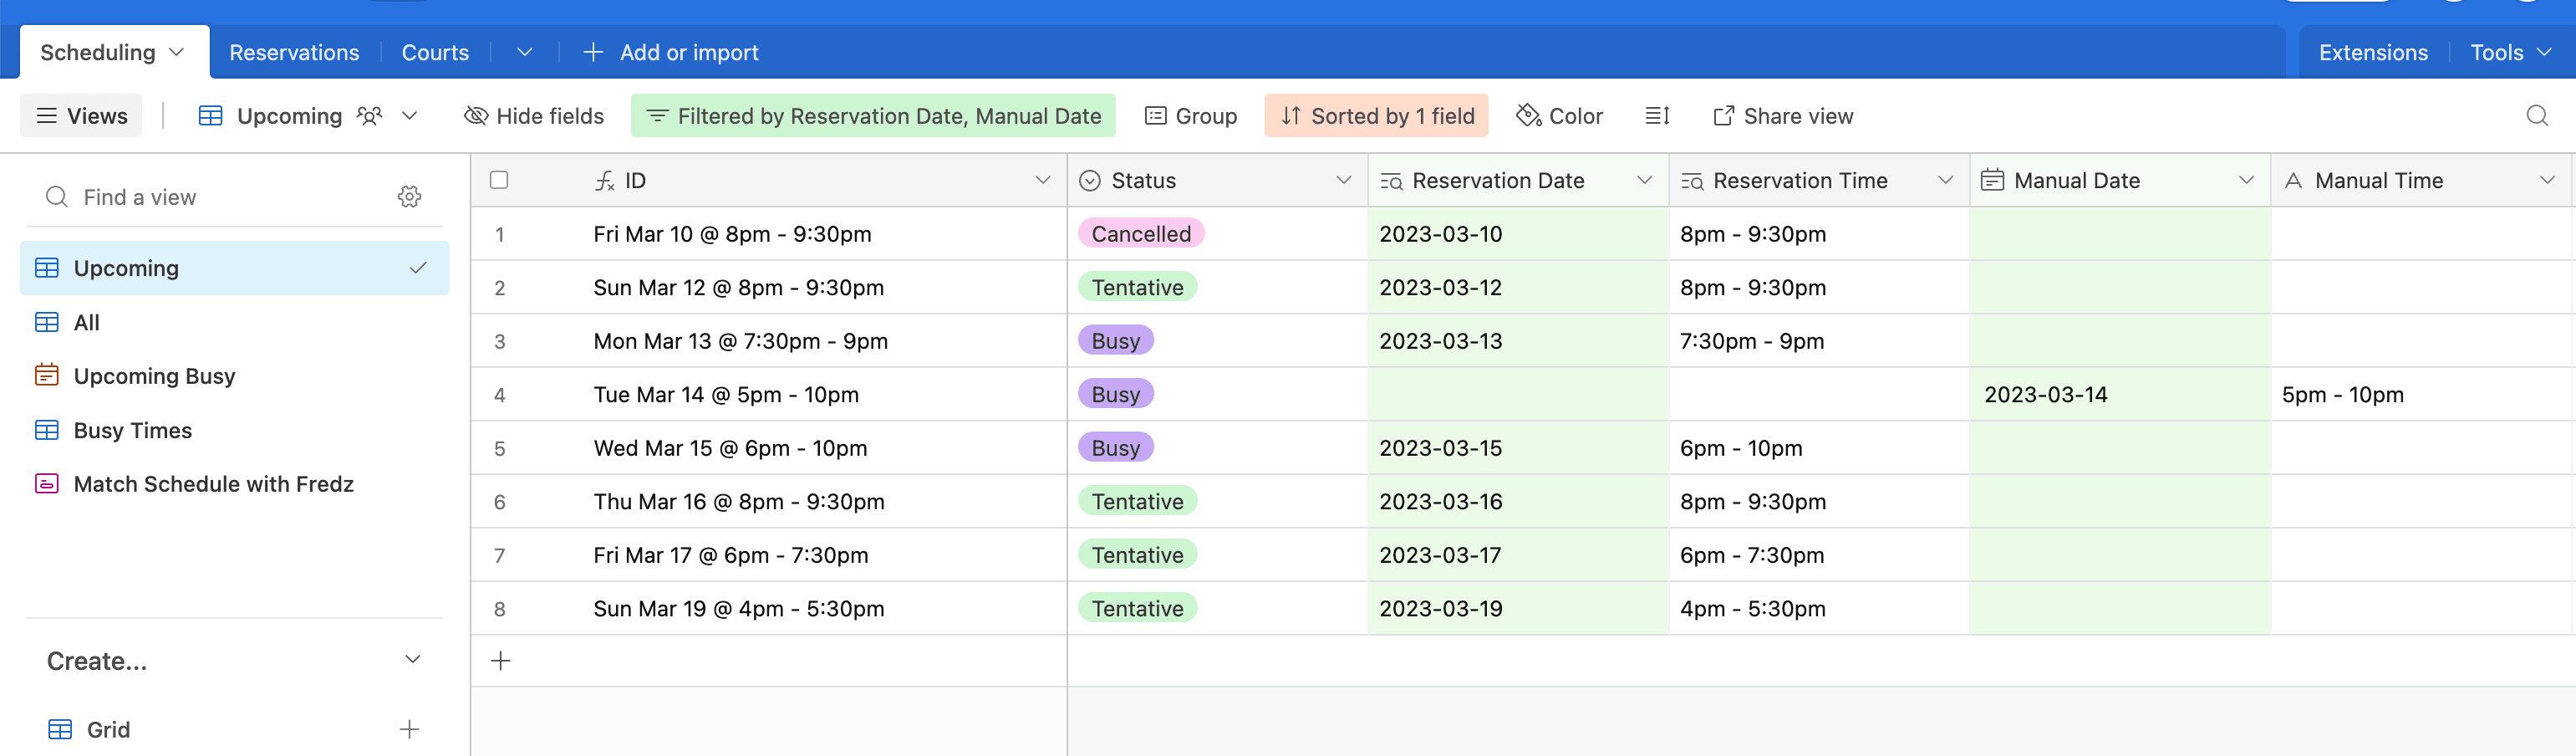 Scheduling Reservations Courts Add or import Extensions Tools
Views Upcoming Hide fields Filtered by Reservation Date, Manual Date Group Sorted by 1 field Color Share view
Find a view
Upcoming
All
Upcoming Busy
Busy Times
Match Schedule with Fredz
Create...
Grid
ID Status Reservation Date Reservation Time Manual Date Manual Time
1 Fri Mar 10 @ 8pm - 9:30pm Cancelled 2023-03-10 8pm - 9:30pm
2 Sun Mar 12 @ 8pm - 9:30pm Tentative 2023-03-12 8pm - 9:30pm
3 Mon Mar 13 @ 7:30pm - 9pm Busy 2023-03-13 7:30pm - 9pm
4 Tue Mar 14 @ 5pm - 10pm Busy 2023-03-14 5pm - 10pm
5 Wed Mar 15 @ 6pm - 10pm Busy 2023-03-15 6pm - 10pm
6 Thu Mar 16 @ 8pm - 9:30pm Tentative 2023-03-16 8pm - 9:30pm
7 Fri Mar 17 @ 6pm - 7:30pm Tentative 2023-03-17 6pm - 7:30pm
8 Sun Mar 19 @ 4pm - 5:30pm Tentative 2023-03-19 4pm - 5:30pm